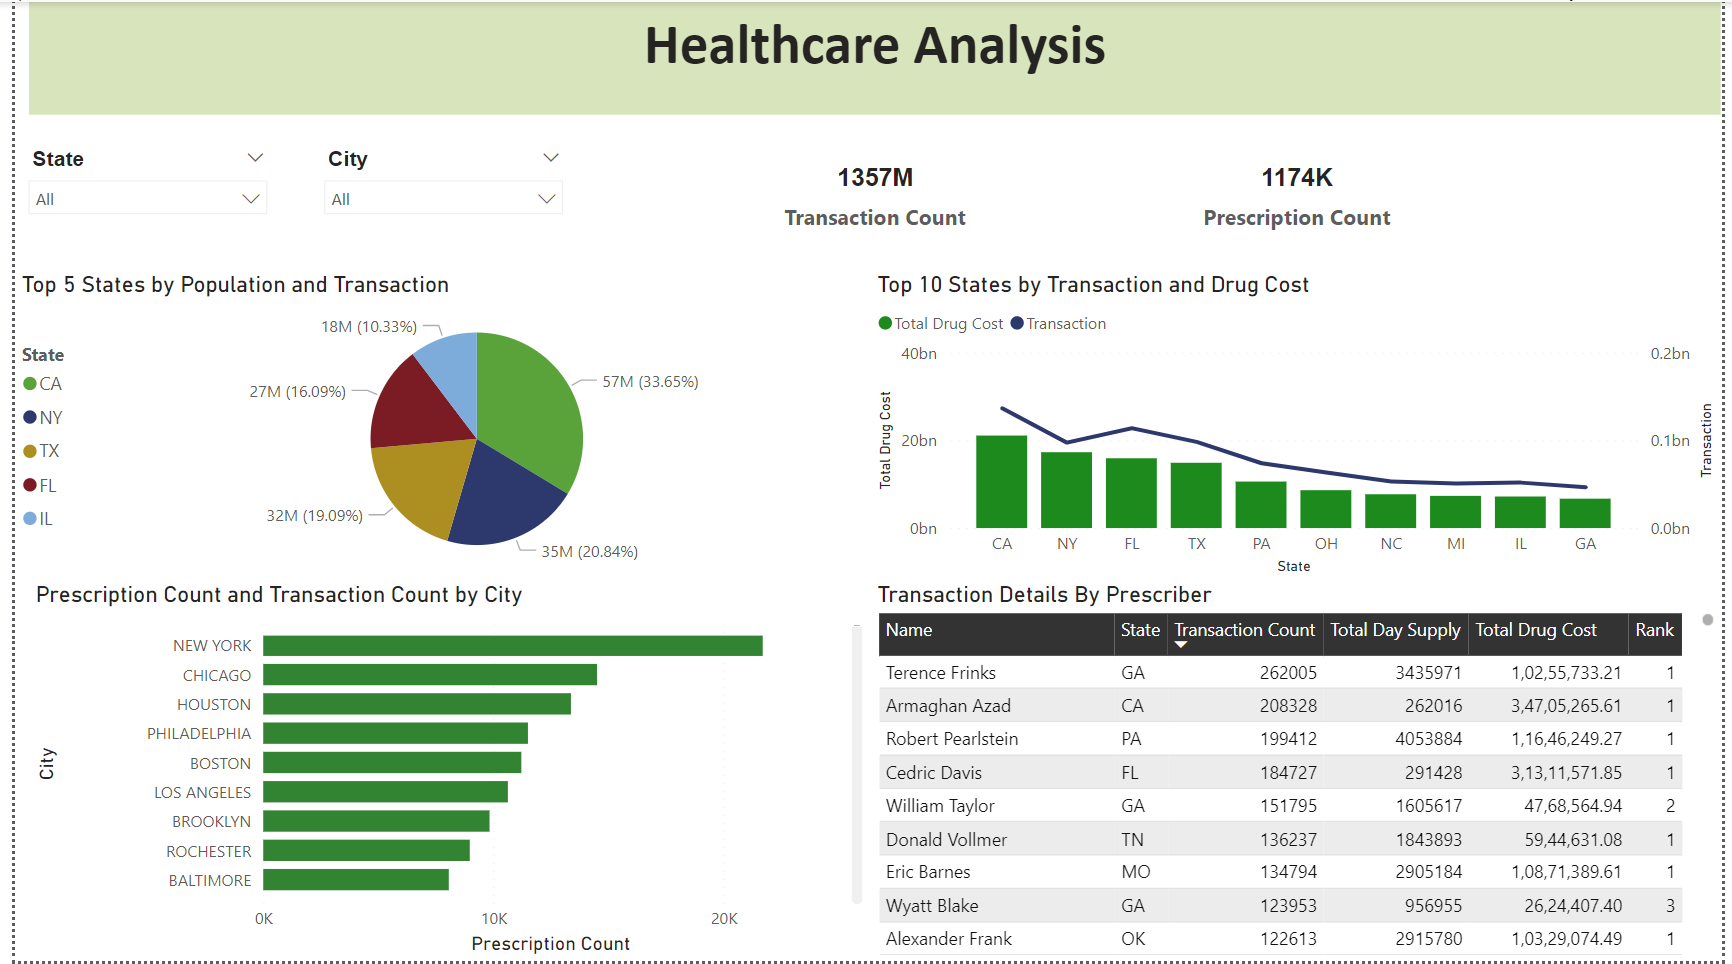 Healthcare Analysis
State
All
City
All
1357M
Transaction Count
1174K
Prescription Count
Top 5 States by Population and Transaction
State
CA
NY
TX
FL
IL
18M (10.33%)
27M (16.09%)
32M (19.09%)
35M (20.84%)
57M (33.65%)
Top 10 States by Transaction and Drug Cost
Total Drug Cost Transaction
40bn
20bn
0bn
Total Drug Cost
0.2bn
0.1bn
0.0bn
Transaction
CA NY FL TX PA OH NC MI IL GA
State
Prescription Count and Transaction Count by City
City
NEW YORK
CHICAGO
HOUSTON
PHILADELPHIA
BOSTON
LOS ANGELES
BROOKLYN
ROCHESTER
BALTIMORE
0K 10K 20K
Prescription Count
Transaction Details By Prescriber
Name State Transaction Count Total Day Supply Total Drug Cost Rank
Terence Frinks GA 262005 3435971 1,02,55,733.21 1
Armaghan Azad CA 208328 262016 3,47,05,265.61 1
Robert Pearlstein PA 199412 4053884 1,16,46,249.27 1
Cedric Davis FL 184727 291428 3,13,11,571.85 1
William Taylor GA 151795 1605617 47,68,564.94 2
Donald Vollmer TN 136237 1843893 59,44,631.08 1
Eric Barnes MO 134794 2905184 1,08,71,389.61 1
Wyatt Blake GA 123953 956955 26,24,407.40 3
Alexander Frank OK 122613 2915780 1,03,29,074.49 1